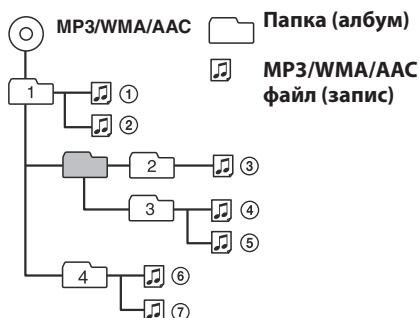 MP3/WMA/AAC
Папка (албум)
MP3/WMA/AAC
файл (запис)
1
①
②
2
③
3
④
⑤
4
⑥
⑦